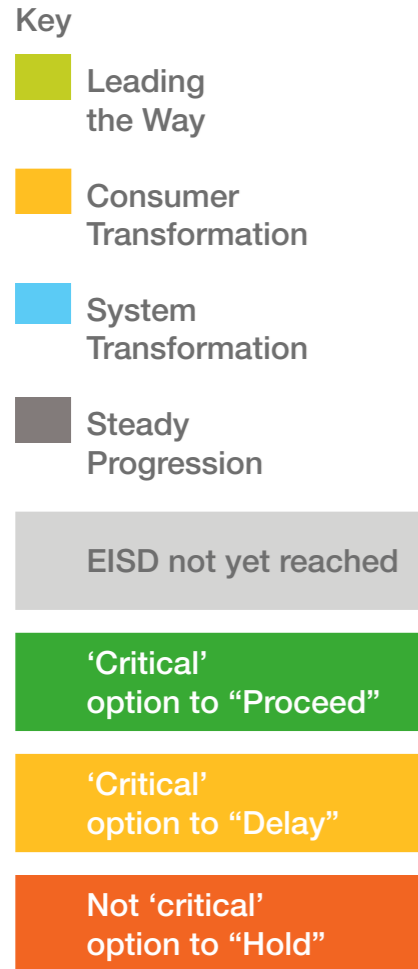 Key
Leading
the Way
Consumer
Transformation
System
Transformation
Steady
Progression
EISD not yet reached
‘Critical’
option to “Proceed”
‘Critical’
option to “Delay”
Not ‘critical’
option to “Hold”